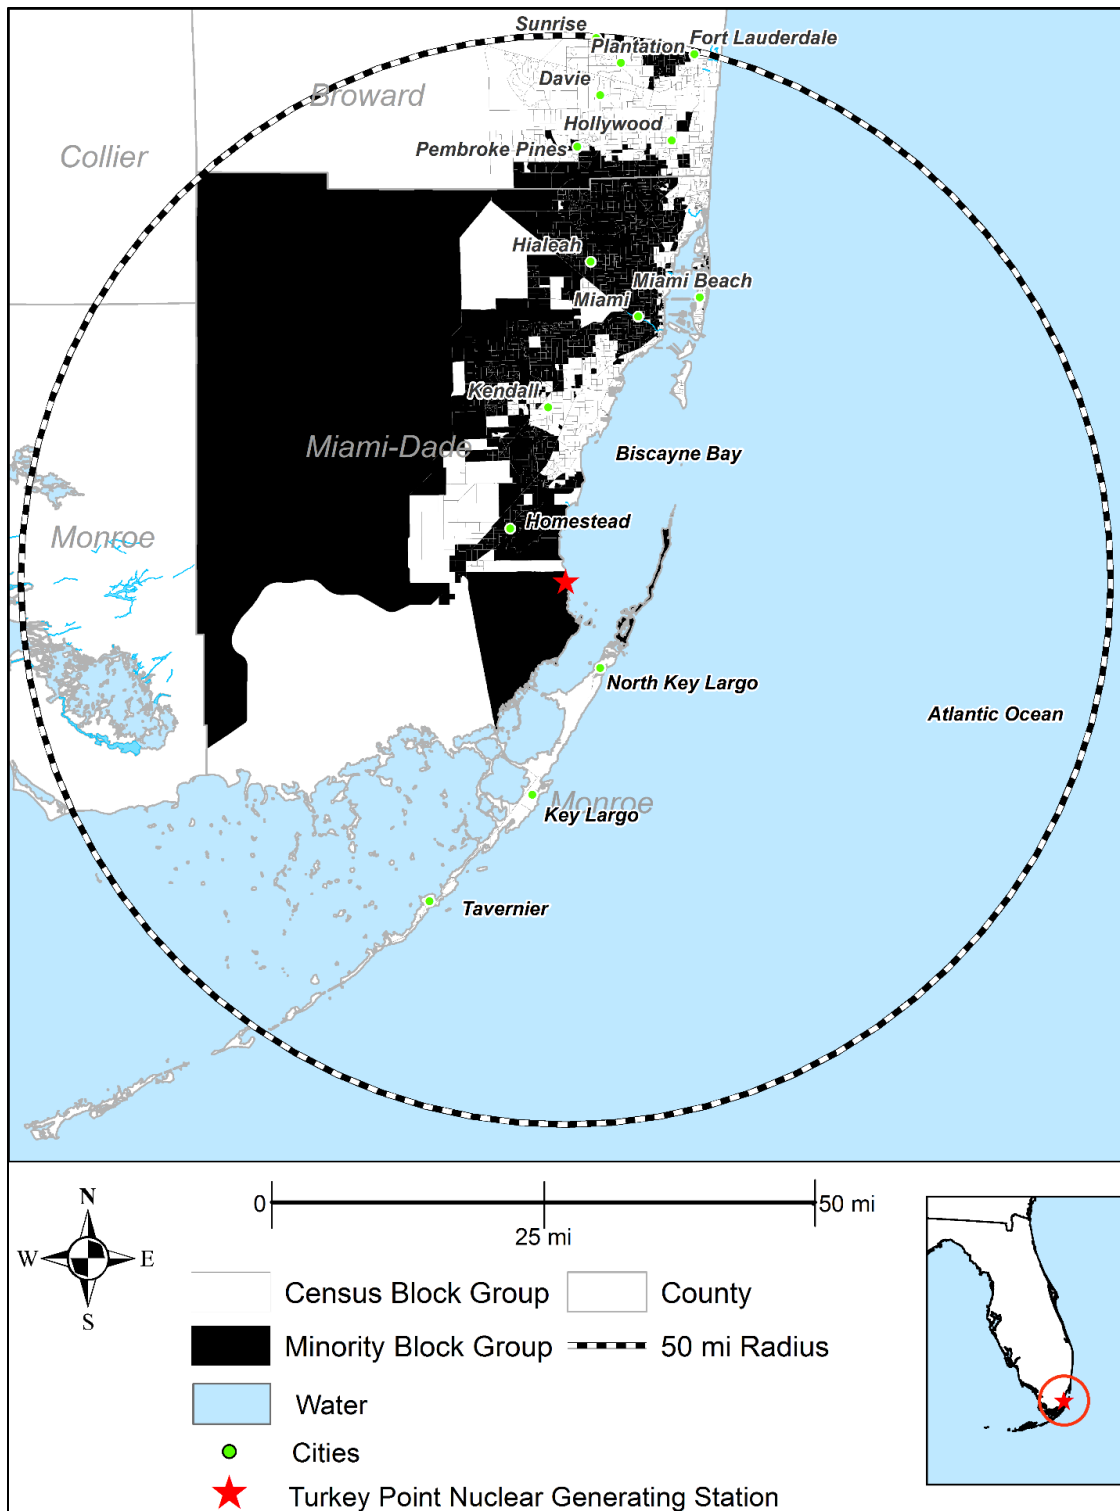 Sunrise
Plantation
Fort Lauderdale
Davie
Broward
Hollywood
Collier
Pembroke Pines
Hialeah
Miami Beach
Miami
Kendall
Miami-Dade
Biscayne Bay
Homestead
Monroe
North Key Largo
Atlantic Ocean
Monroe
Key Largo
Tavernier
N
W E
S
0 50 mi
25 mi
Census Block Group County
Minority Block Group 50 mi Radius
Water
Cities
Turkey Point Nuclear Generating Station